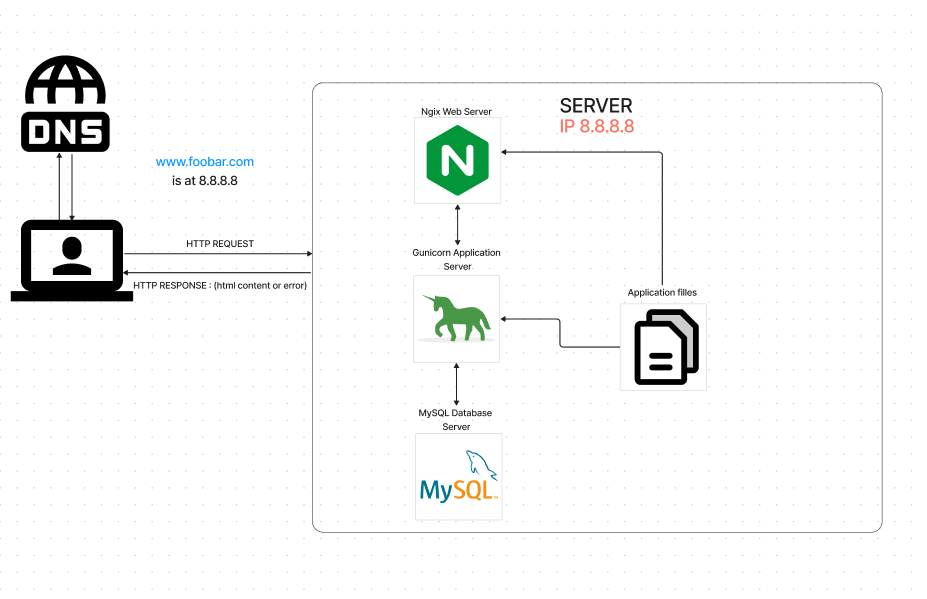 DNS
www.foobar.com
is at 8.8.8.8
HTTP REQUEST
HTTP RESPONSE : (html content or error)
SERVER
IP 8.8.8.8
Ngix Web Server
N
Gunicorn Application
Server
Application filles
MySQL Database
Server
MySQL